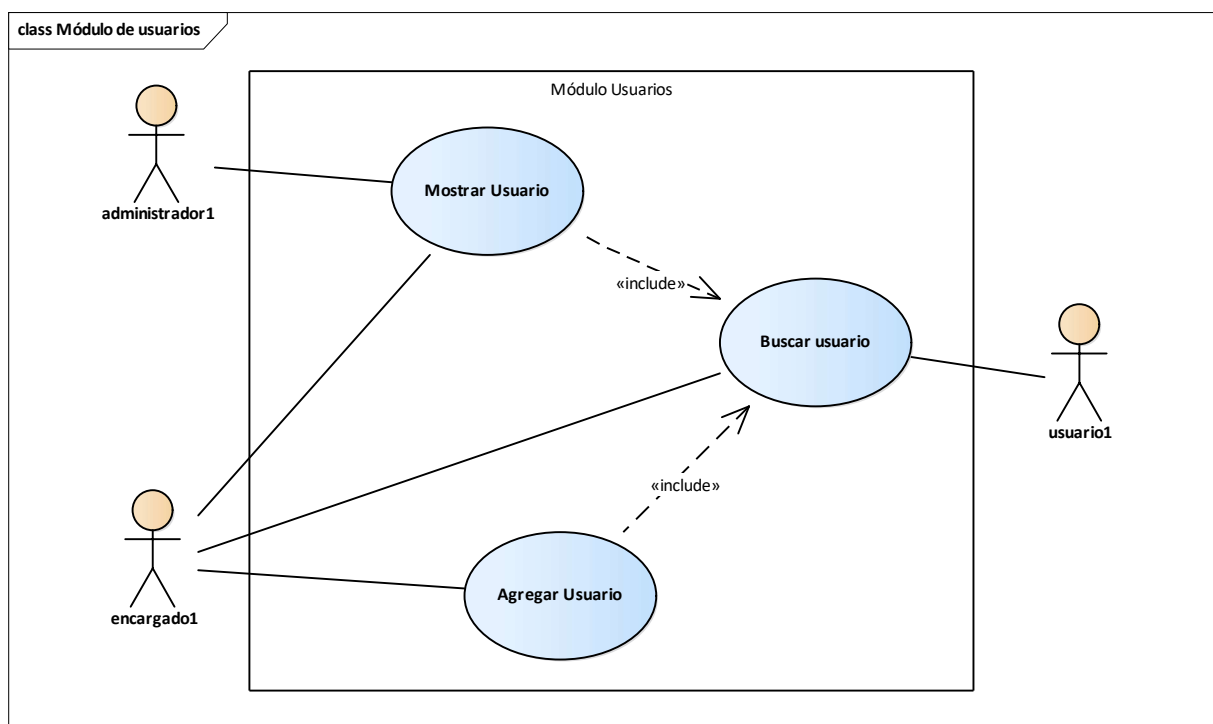 class Módulo de usuarios
Módulo Usuarios
administrador1
Mostrar Usuario
«include»
Buscar usuario
usuario1
«include»
encargado1
Agregar Usuario